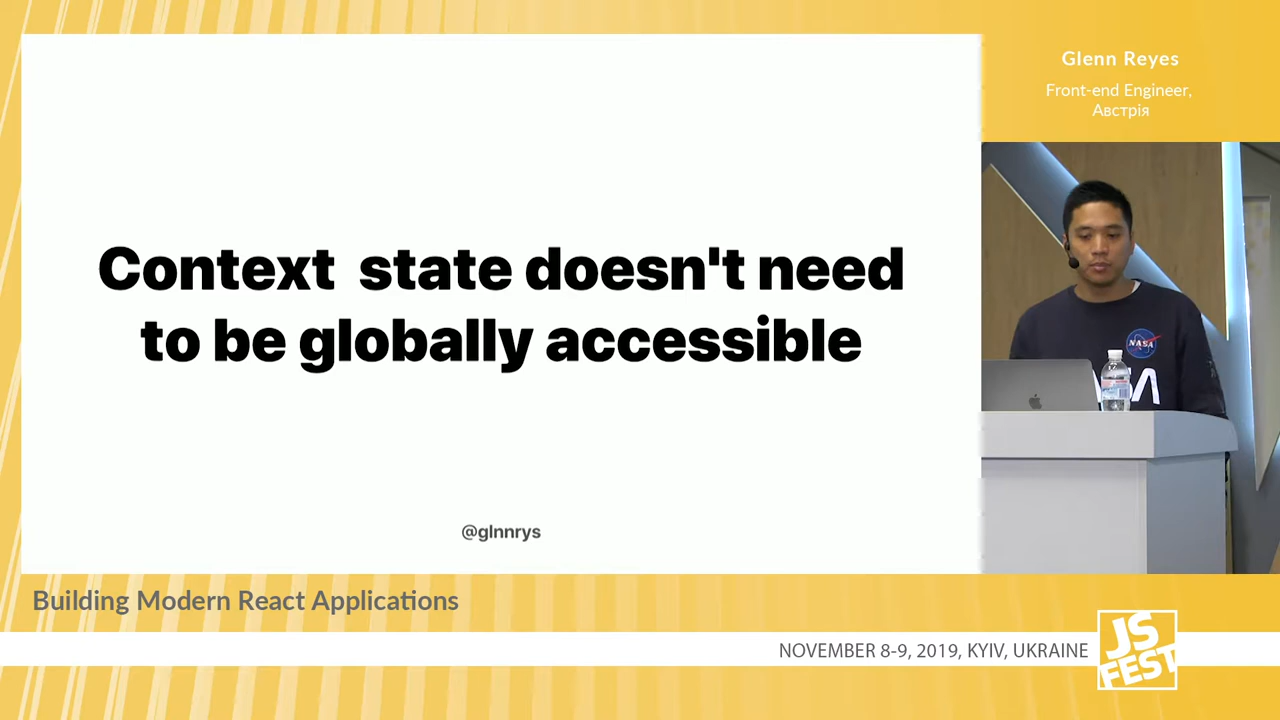 Glenn Reyes
Front-end Engineer,
Австрія
Context  state doesn't need
to be globally accessible
@glnnrys
NASA
Building Modern React Applications
NOVEMBER 8-9, 2019, KYIV, UKRAINE
JS
FEST